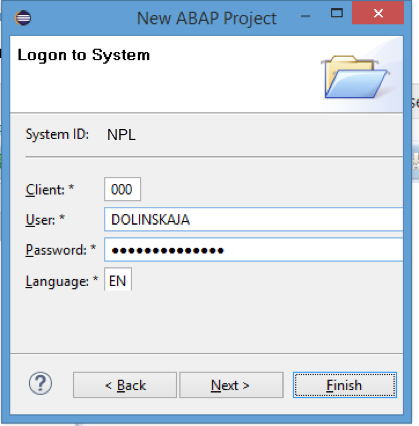 New ABAP Project
Logon to System
System ID: NPL
Client: * 000
User: * DOLINSKAJA
Password: * ●●●●●●●●●●●●●●
Language: * EN
? < Back Next > Finish